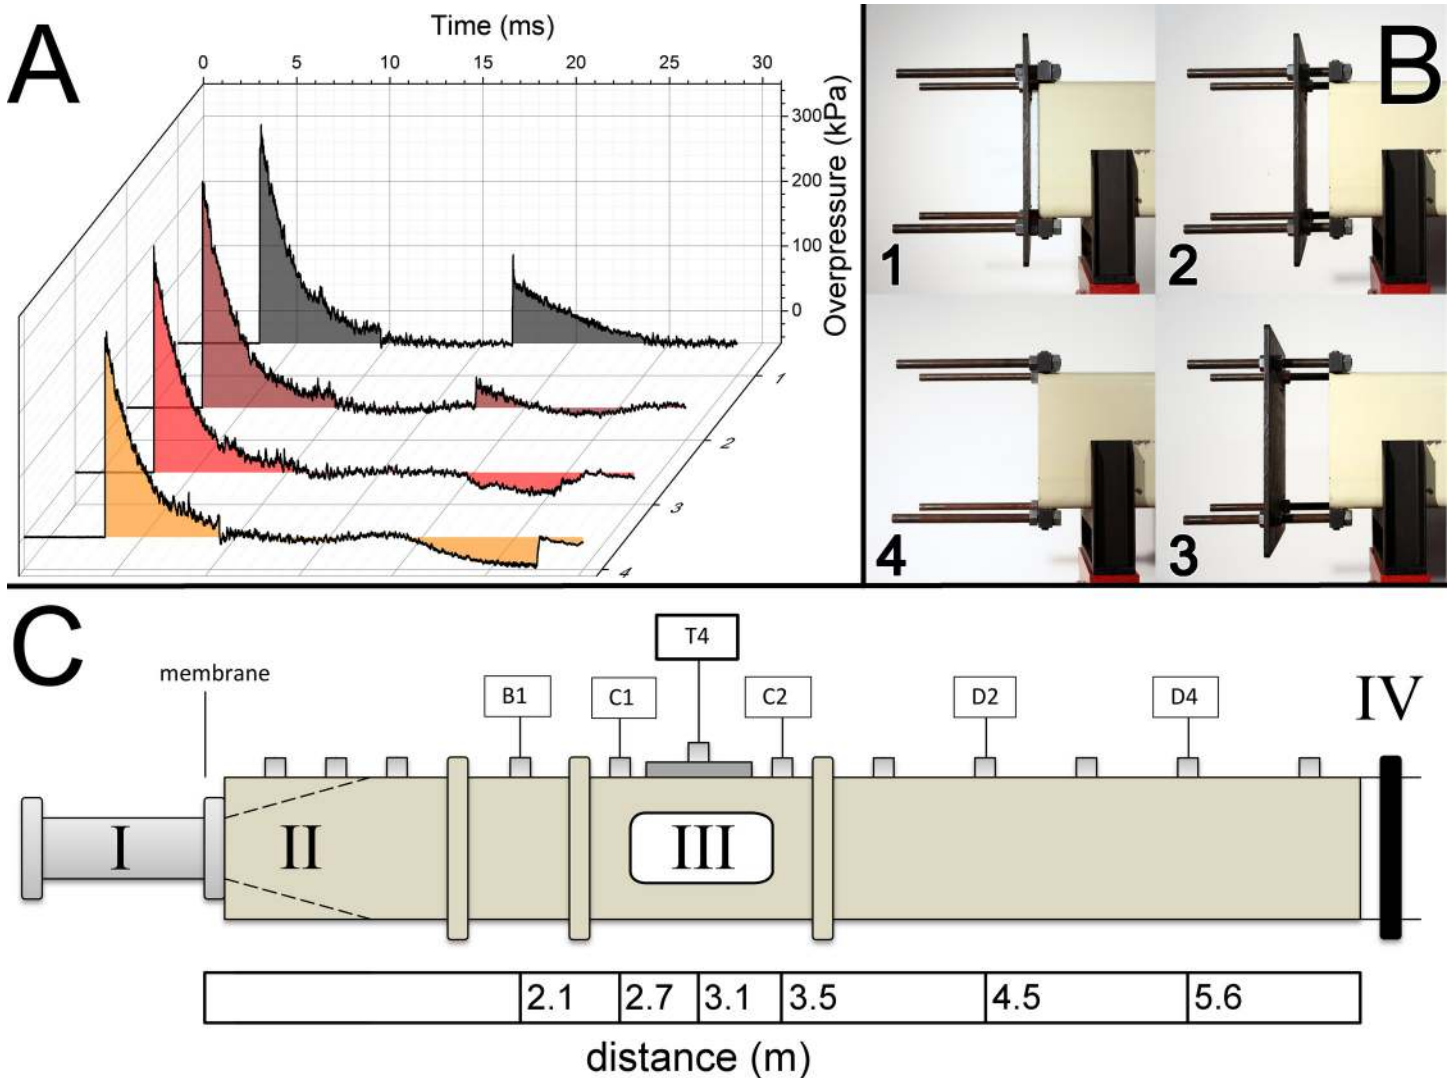 A
Time (ms)
0 5 10 15 20 25 30
300
200
100
0
Overpressure (kPa)
1
2
3
4
B
1
2
4
3
C
membrane
B1
C1
T4
C2
D2
D4
I
II
III
IV
2.1 2.7 3.1 3.5 4.5 5.6
distance (m)